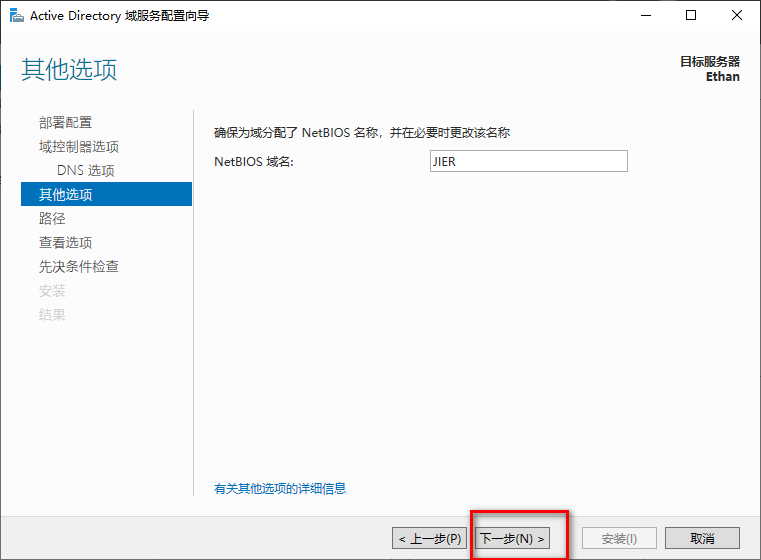 Active Directory 域服务配置向导
其他选项
目标服务器
Ethan
部署配置
域控制器选项
DNS 选项
其他选项
路径
查看选项
先决条件检查
安装
结果
确保为域分配了 NetBIOS 名称，并在必要时更改该名称
NetBIOS 域名:
JIER
有关其他选项的详细信息
< 上一步(P)
下一步(N) >
安装(I)
取消